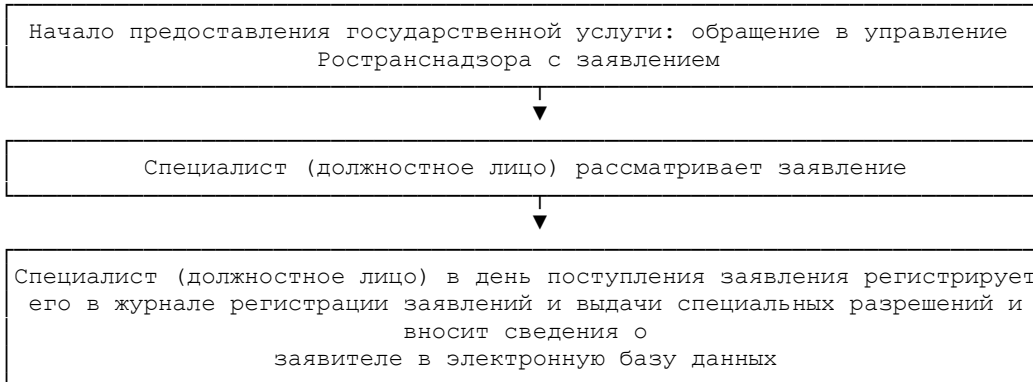 Начало предоставления государственной услуги: обращение в управление
Ространснадзора с заявлением
Специалист (должностное лицо) рассматривает заявление
Специалист (должностное лицо) в день поступления заявления регистрирует
его в журнале регистрации заявлений и выдачи специальных разрешений и
вносит сведения о
заявителе в электронную базу данных